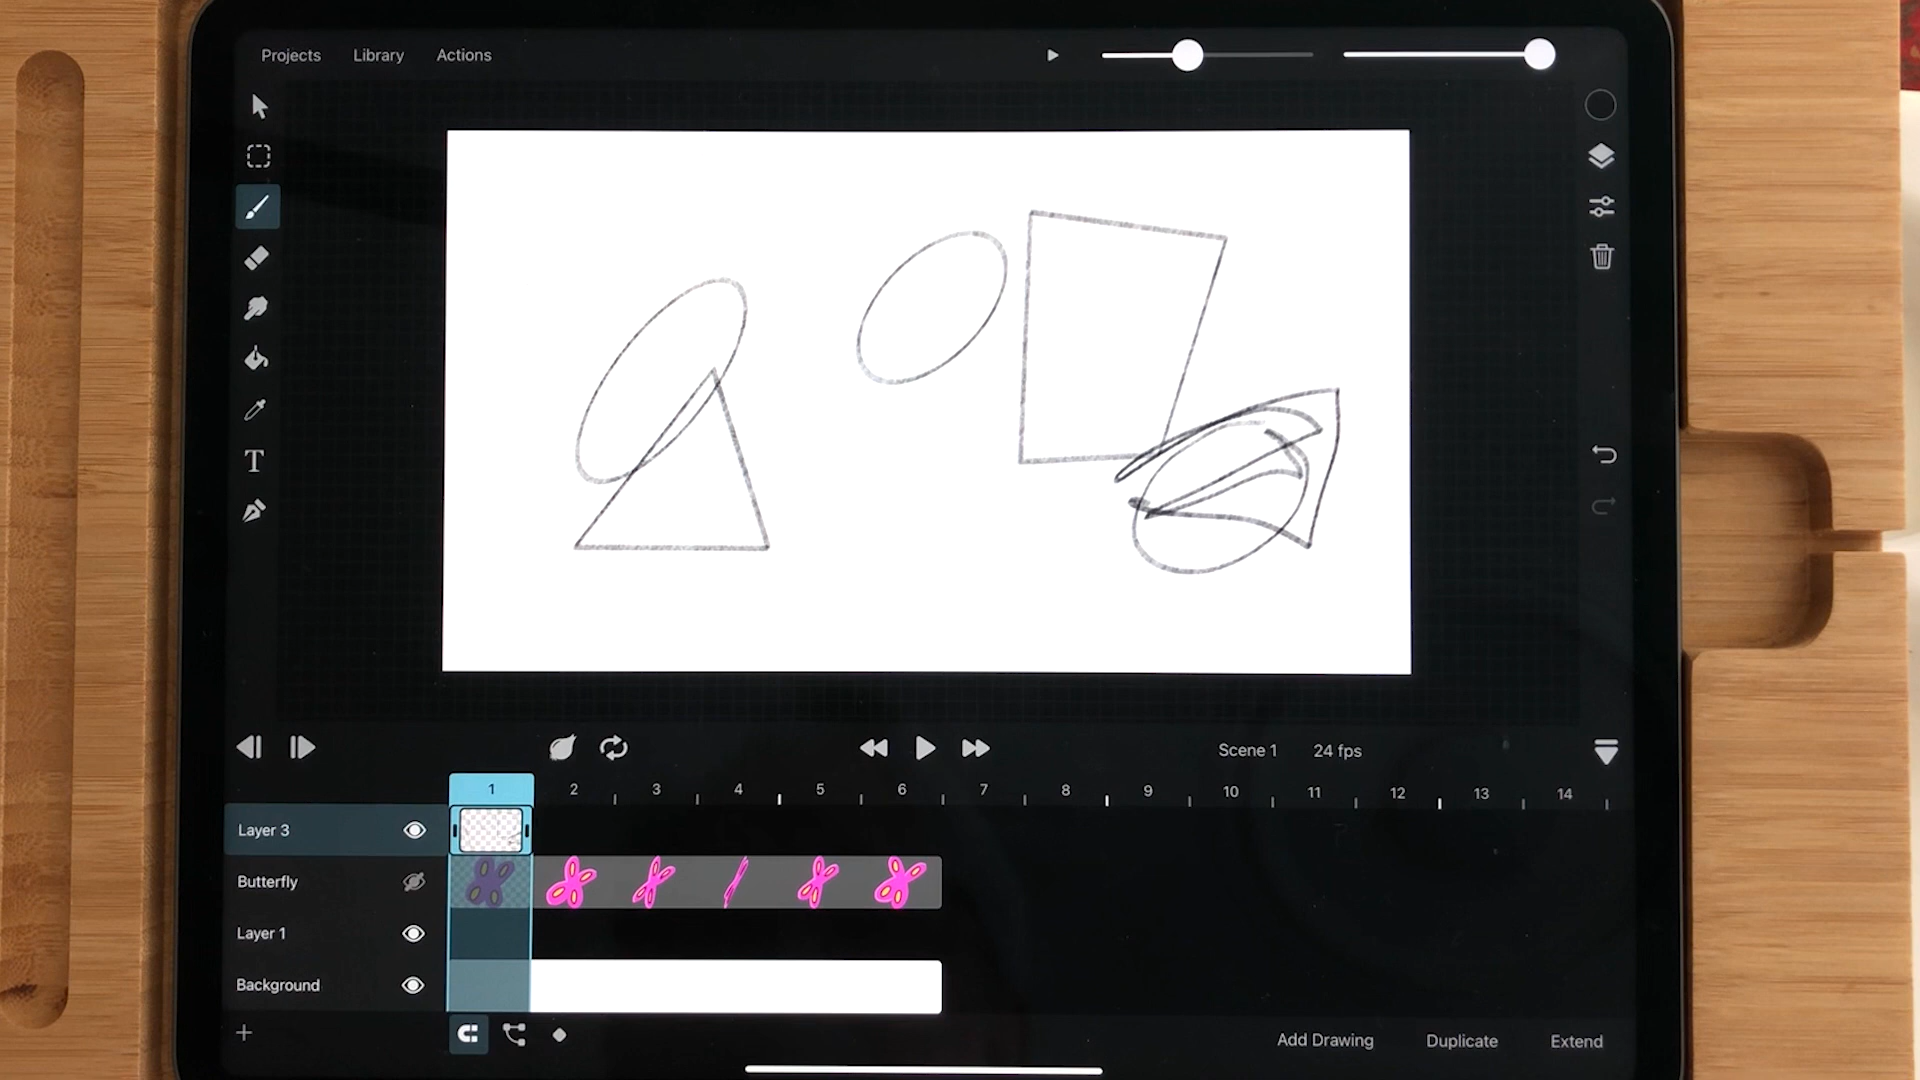 Projects Library Actions
T
Scene 1 24 fps
1 2 3 4 5 6 7 8 9 10 11 12 13 14
Layer 3
Butterfly
Layer 1
Background
Add Drawing Duplicate Extend